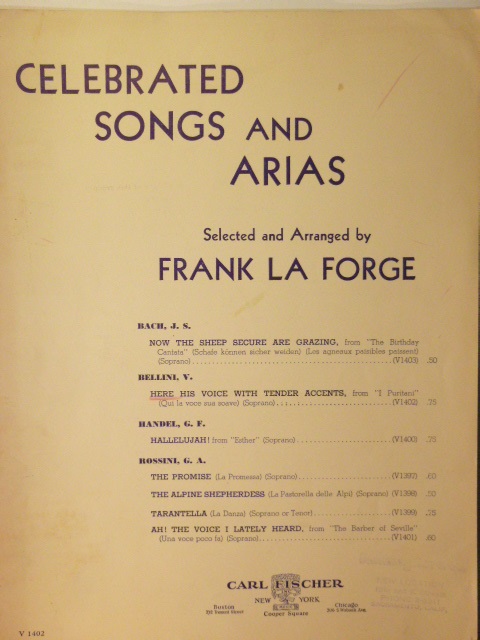 CELEBRATED
SONGS AND
ARIAS
Selected and Arranged by
FRANK LA FORGE
BACH, J. S.
NOW THE SHEEP SECURE ARE GRAZING, from "The Birthday
Cantata" (Schafe können sicher weiden) (Les agneaux paisibles paissent)
(Soprano) (V1403) .50
BELLINI, V.
HERE HIS VOICE WITH TENDER ACCENTS, from "I Puritani"
(Qui la voce sua soave) (Soprano) (V1402) .75
HANDEL, G. F.
HALLELUJAH! from "Esther" (Soprano) (V1400) .75
ROSSINI, G. A.
THE PROMISE (La Promessa) (Soprano) (V1397) .60
THE ALPINE SHEPHERDESS (La Pastorella delle Alpi) (Soprano) (V1398)
TARANTELLA (La Danza) (Soprano or Tenor) (V1399) .75
AH! THE VOICE I LATELY HEARD, from "The Barber of Seville"
(Una voce poco fa) (Soprano) (V1401) .60
CARL FISCHER
NEW YORK
Boston Cooper Square Chicago
V 1402